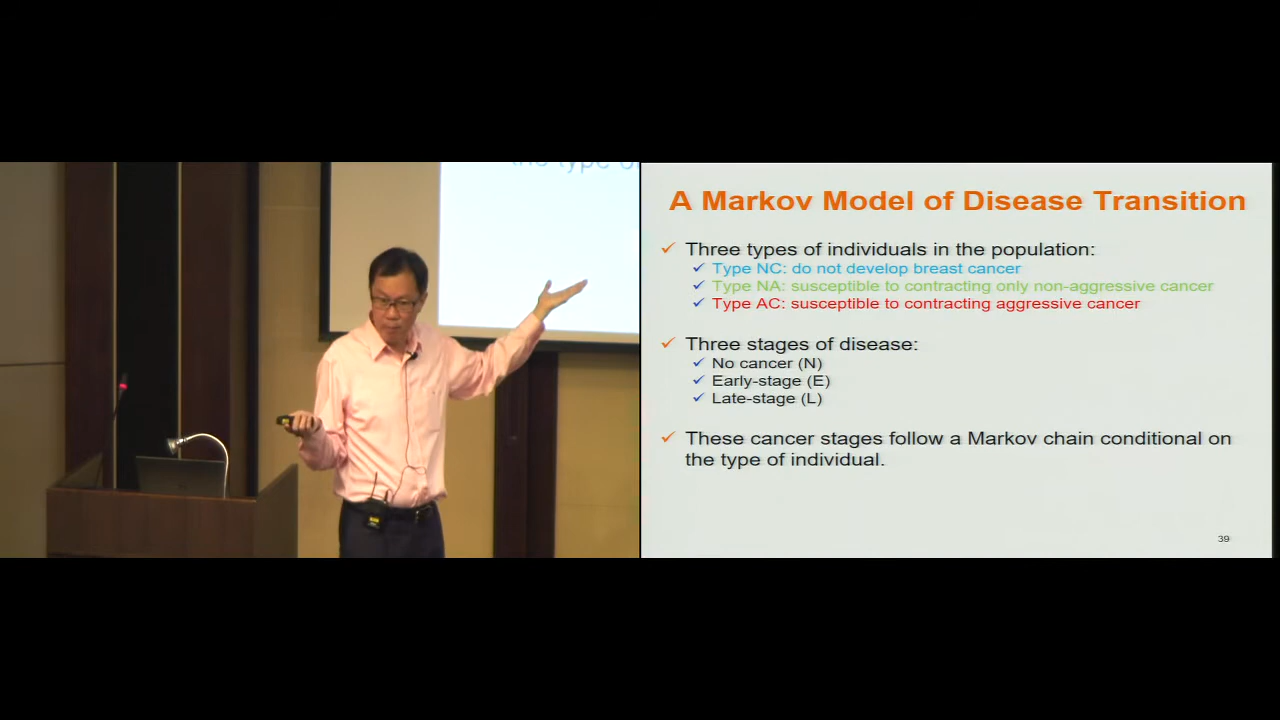 the type o
A Markov Model of Disease Transition
Three types of individuals in the population:
Type NC: do not develop breast cancer
Type NA: susceptible to contracting only non-aggressive cancer
Type AC: susceptible to contracting aggressive cancer
Three stages of disease:
No cancer (N)
Early-stage (E)
Late-stage (L)
These cancer stages follow a Markov chain conditional on
the type of individual.
39